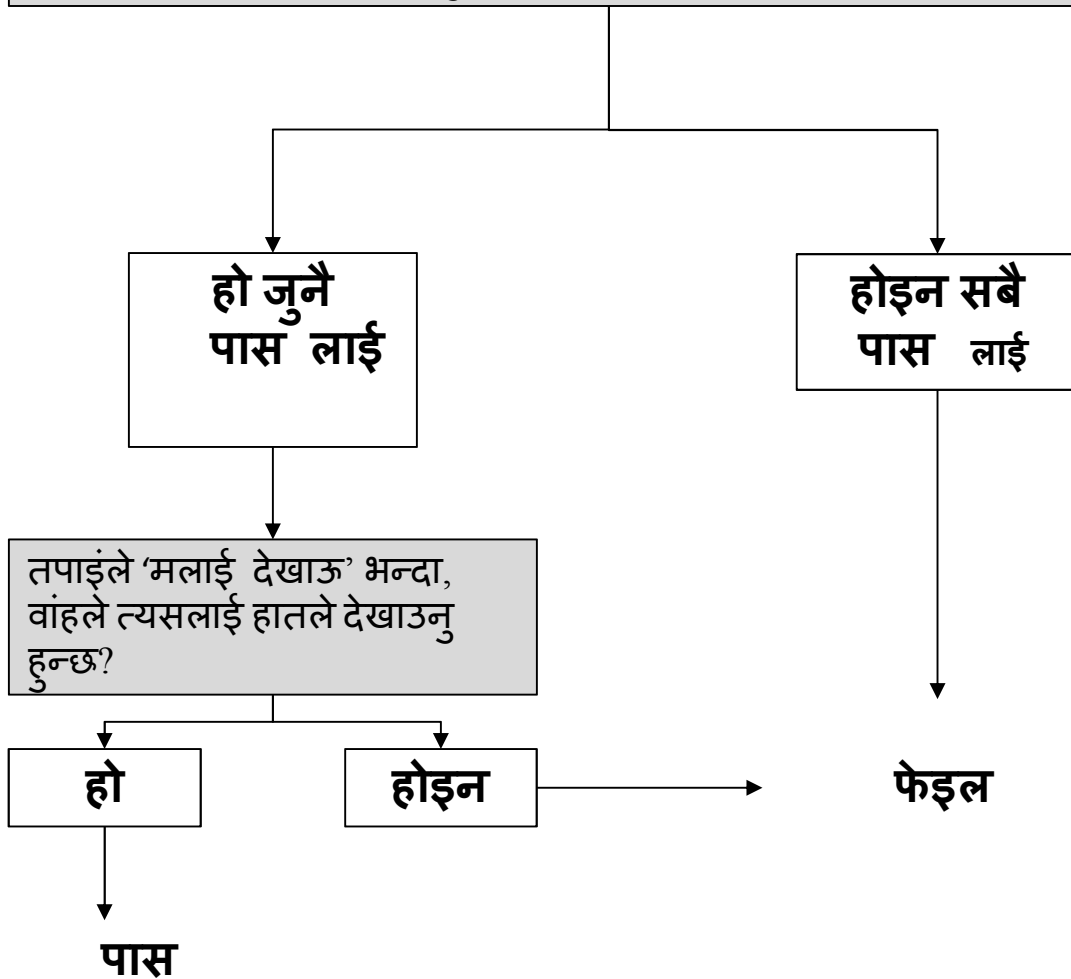 हो जुनै
पास लाई
होइन सबै
पास लाई
तपाइंले ‘मलाई देखाऊ’ भन्दा,
वांहले त्यसलाई हातले देखाउनु
हुन्छ?
हो
होइन
फेइल
पास